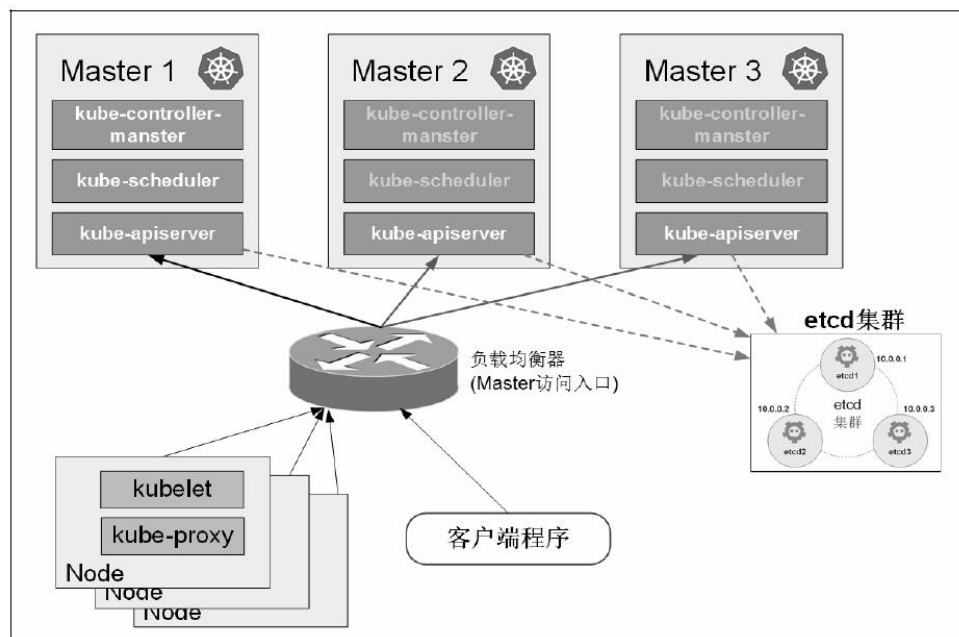 Master 1
kube-controller-
manster
kube-scheduler
kube-apiserver
Master 2
kube-controller-
manster
kube-scheduler
kube-apiserver
Master 3
kube-controller-
manster
kube-scheduler
kube-apiserver
负载均衡器
(Master访问入口)
etcd集群
10.0.0.1
etcd1
etcd
集群
10.0.0.2
etcd2
10.0.0.3
etcd3
kubelet
kube-proxy
Node
Node
Node
客户端程序